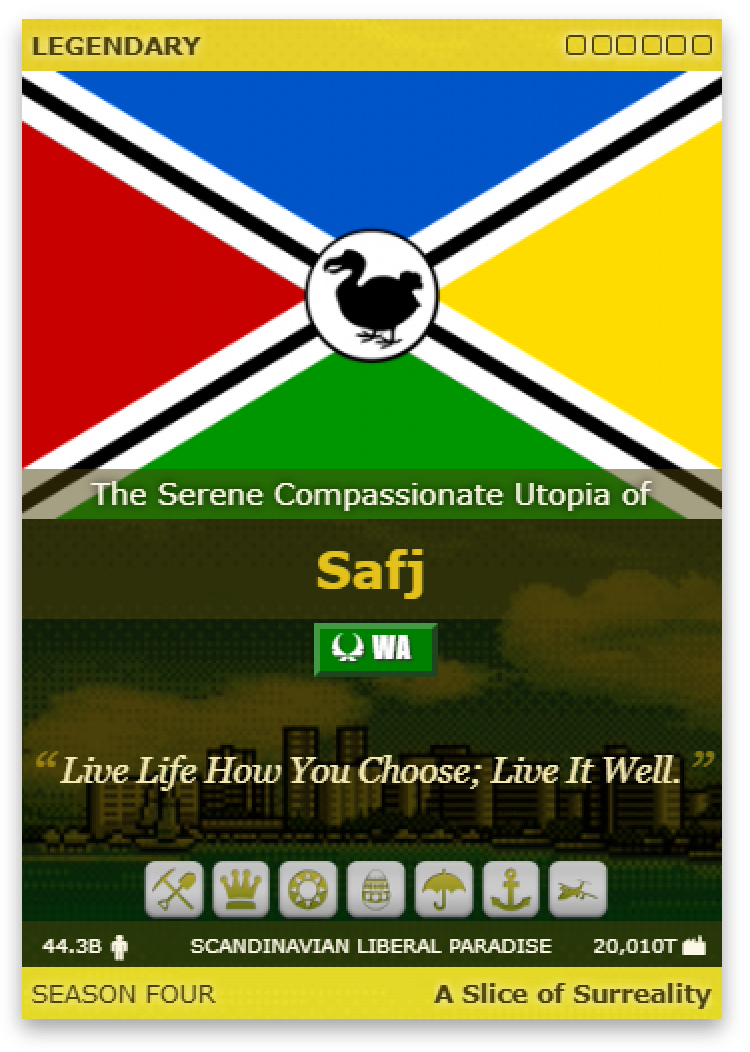 LEGENDARY
The Serene Compassionate Utopia of
Safj
WA
“Live Life How You Choose; Live It Well.”
44.3B SCANDINAVIAN LIBERAL PARADISE 20,010T
SEASON FOUR A Slice of Surreality